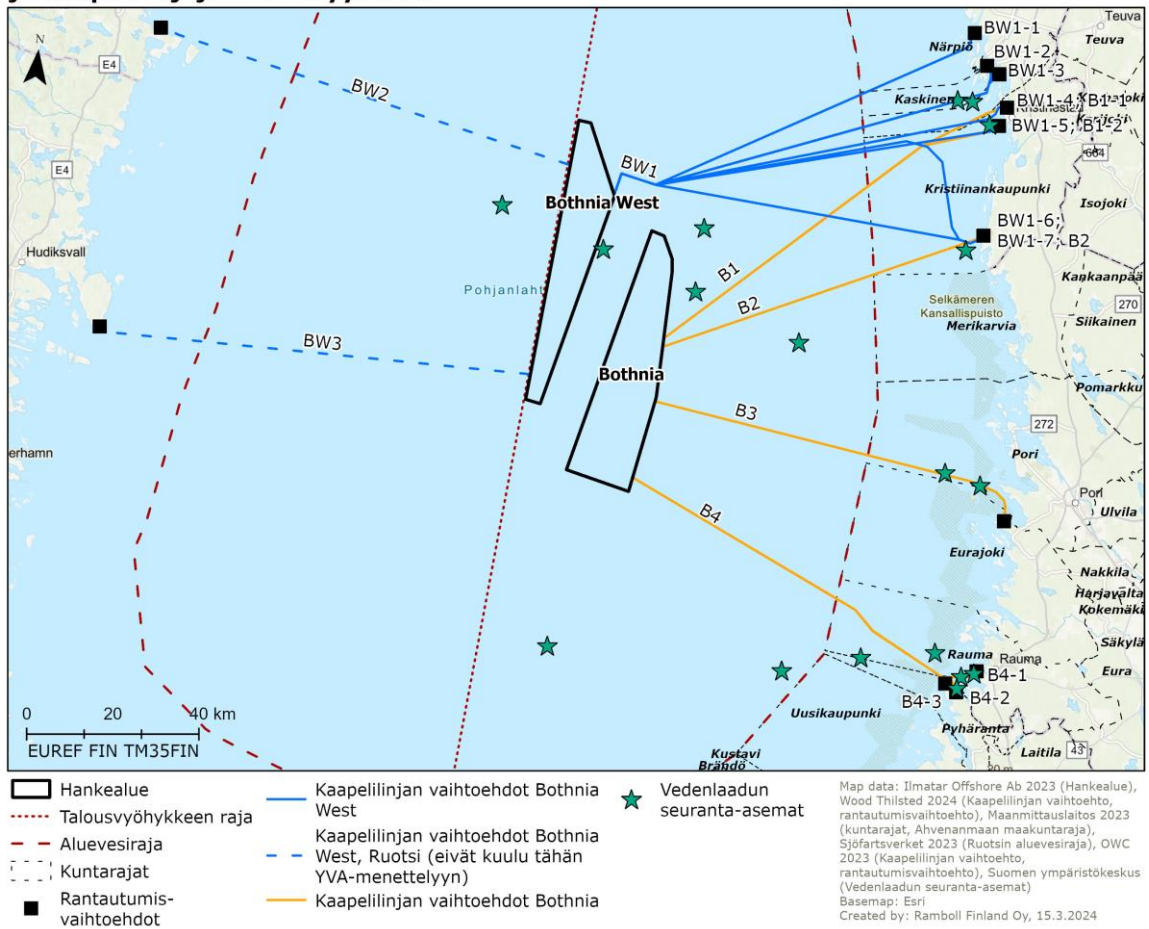 N
E4
E4
Hudiksvall
erhamn
BW2
BW3
BW1
Bothnia West
Pohjanlaht
Bothnia
B1
B2
B3
B4
BW1-1
Teuva
Teuva
Närpiö
BW1-2;
BW1-3
Kaskinen
BW1-4; B1-1
BW1-5; B1-2
664
Kristiinankaupunki
Isojoki
BW1-6;
BW1-7; B2
Kankaanpää
Selkämeren
Kansallispuisto
270
Merikarvia
Siikainen
Pomarkku
272
Pori
Pori
Ulvila
Eurajoki
Nakkila
Harjavalta
Kokemäki
Säkylä
Rauma
Rauma
B4-1
Eura
B4-3
B4-2
Uusikaupunki
Pyhäranta
Laitila
43
Kustavi
Brändö
0 20 40 km
EUREF FIN TM35FIN
Hankealue
Talousvyöhykkeen raja
Aluevesiraja
Kuntarajat
Rantautumis-
vaihtoehdot
Kaapelilinjan vaihtoehdot Bothnia
West
Kaapelilinjan vaihtoehdot Bothnia
West, Ruotsi (eivät kuulu tähän
YVA-menettelyyn)
Kaapelilinjan vaihtoehdot Bothnia
Vedenlaadun
seuranta-asemat
Map data: Ilmatar Offshore Ab 2023 (Hankealue),
Wood Thilsted 2024 (Kaapelilinjan vaihtoehto,
rantautumisvaihtoehto), Maanmittauslaitos 2023
(kuntarajat, Ahvenanmaan maakuntaraja),
Sjöfartsverket 2023 (Ruotsin aluevesiraja), OWC
2023 (Kaapelilinjan vaihtoehto,
rantautumisvaihtoehto), Suomen ympäristökeskus
(Vedenlaadun seuranta-asemat)
Basemap: Esri
Created by: Ramboll Finland Oy, 15.3.2024